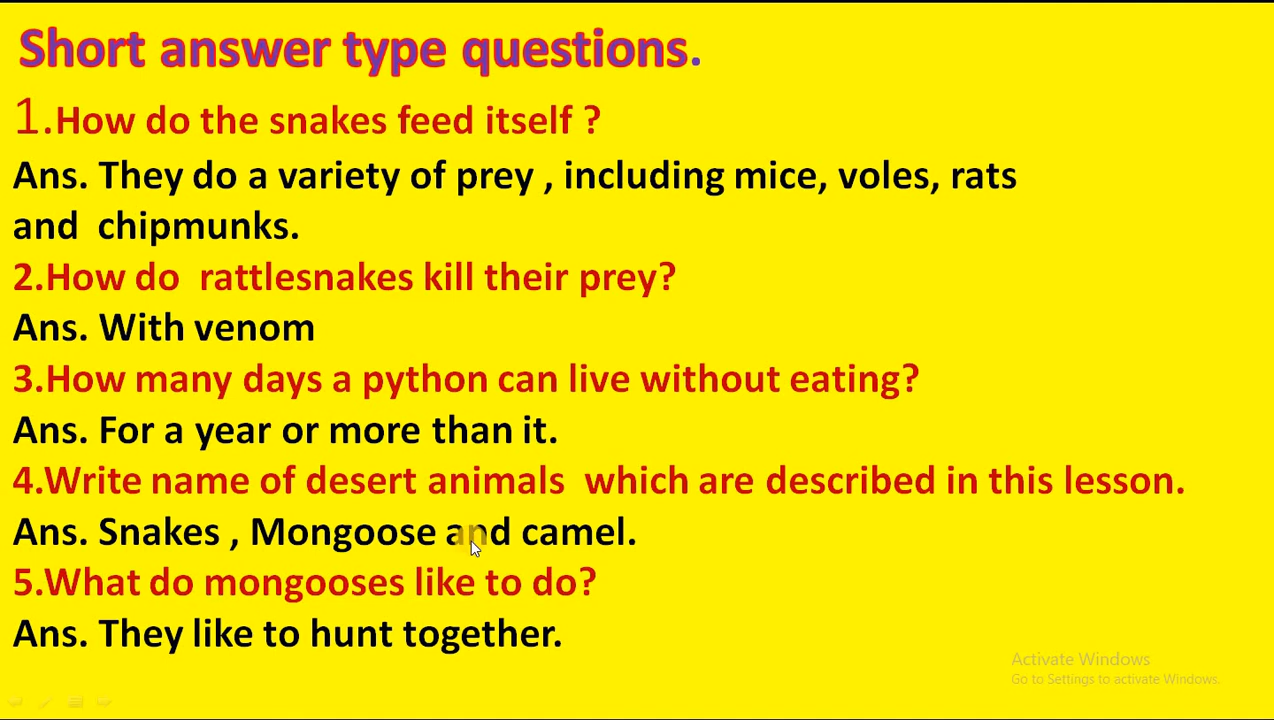 Short answer type questions.
1.How do the snakes feed itself ?
Ans. They do a variety of prey , including mice, voles, rats
and  chipmunks.
2.How do  rattlesnakes kill their prey?
Ans. With venom
3.How many days a python can live without eating?
Ans. For a year or more than it.
4.Write name of desert animals  which are described in this lesson.
Ans. Snakes , Mongoose and camel.
5.What do mongooses like to do?
Ans. They like to hunt together.
Activate Windows
Go to Settings to activate Windows.